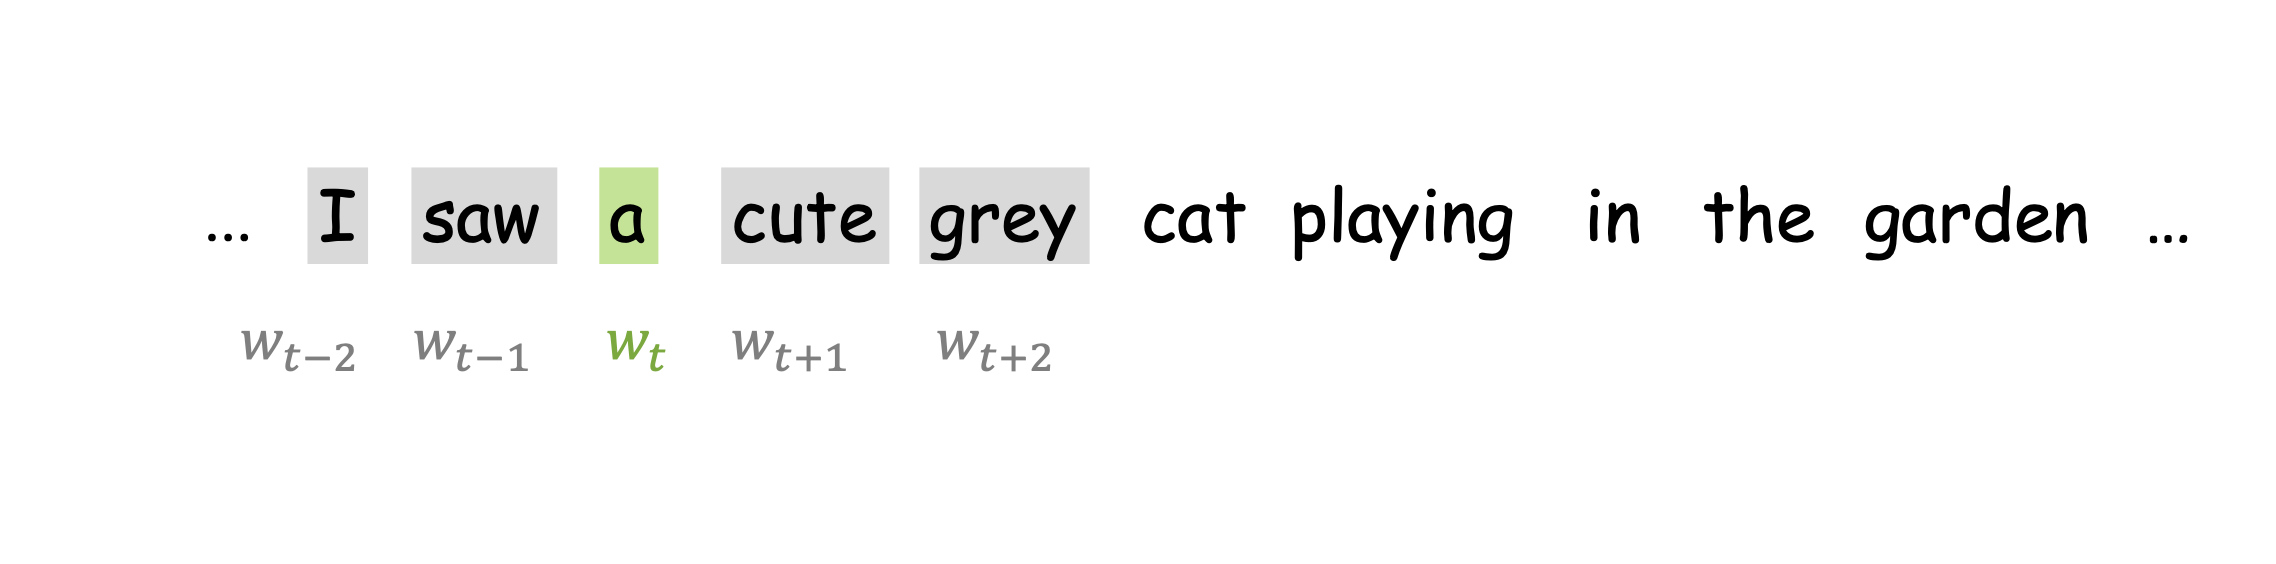 ... I saw a cute grey cat playing in the garden ...
w_{t-2} w_{t-1} w_t w_{t+1} w_{t+2}